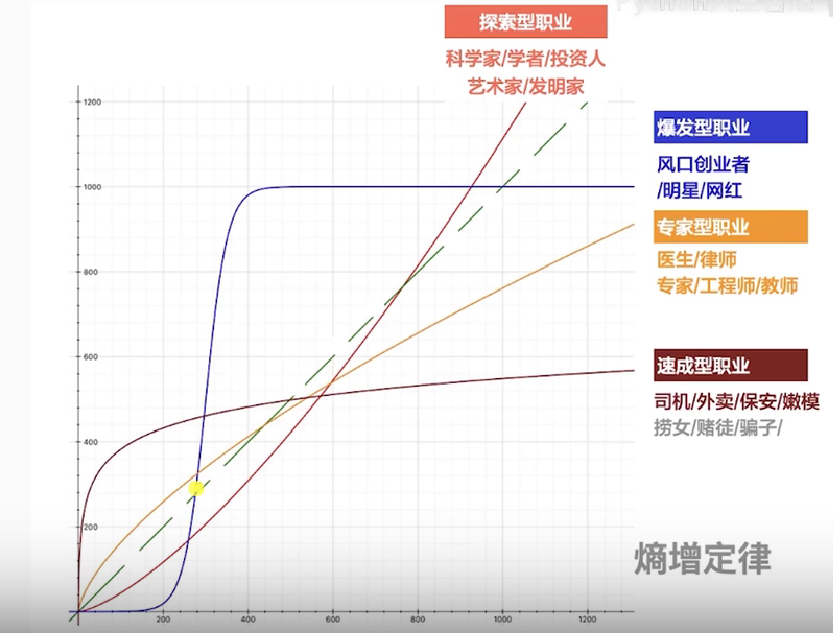 探索型职业
科学家/学者/投资人
艺术家/发明家
爆发型职业
风口创业者
/明星/网红
专家型职业
医生/律师
专家/工程师/教师
速成型职业
司机/外卖/保安/嫩模
捞女/赌徒/骗子/
熵增定律
1200
1000
800
600
400
200
200
400
600
800
1000
1200